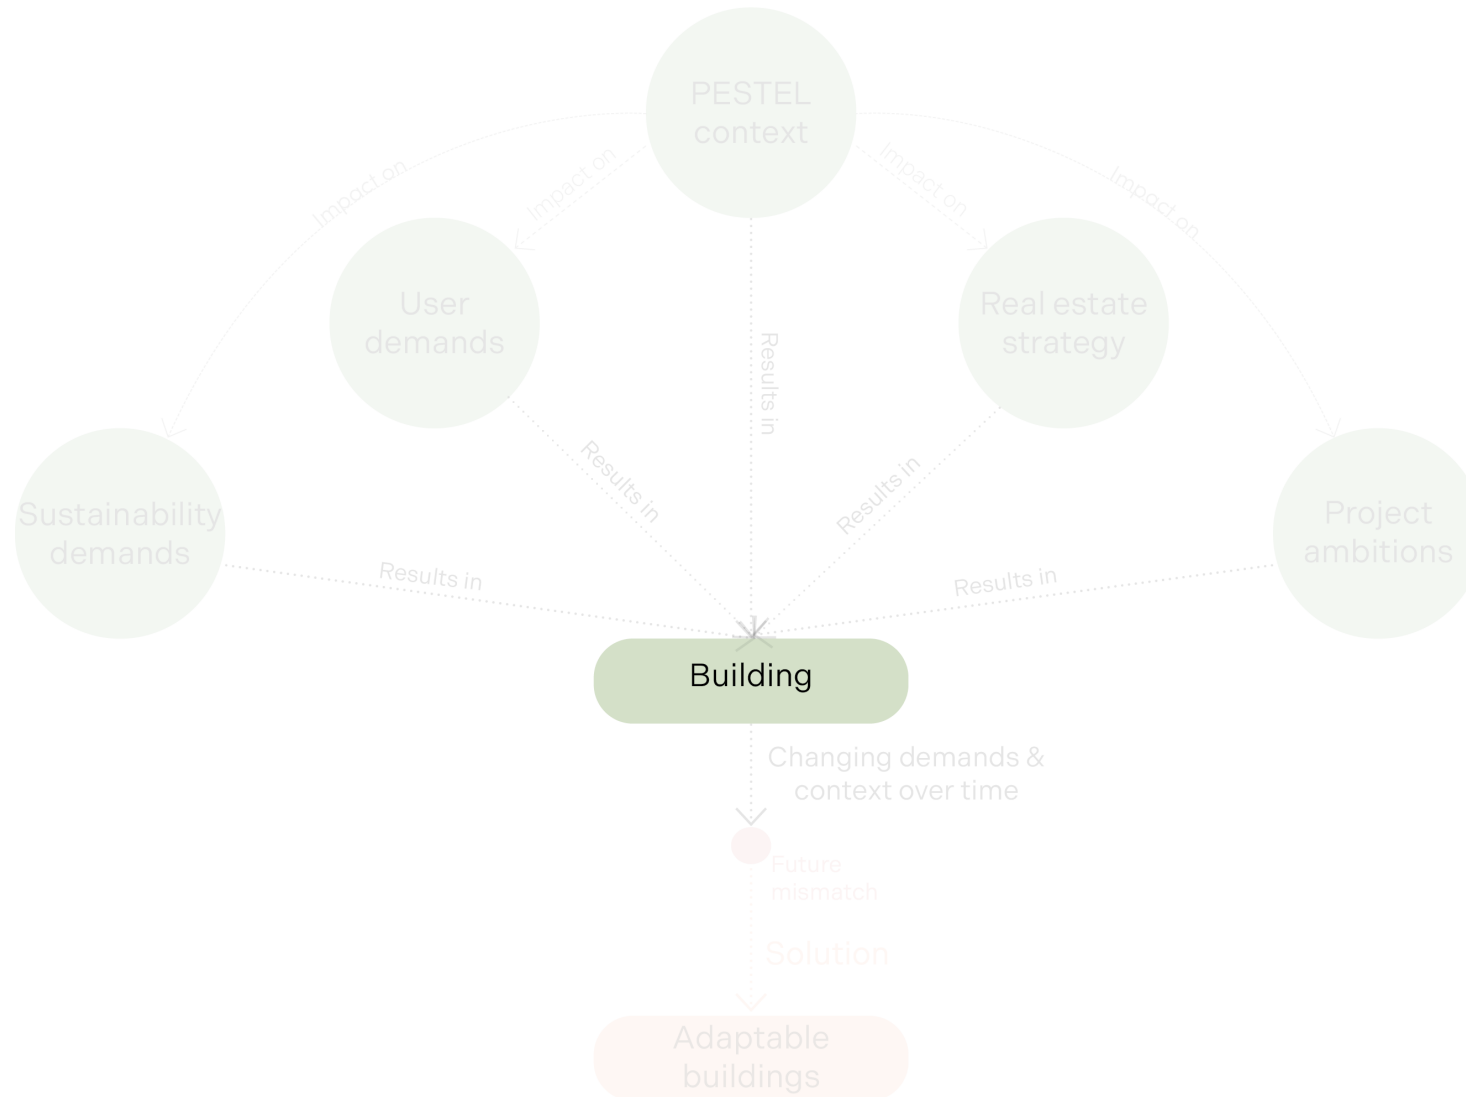 PESTEL
context
Impact on
Impact on
Impact on
Impact on
User
demands
Real estate
strategy
Results in
Results in
Results in
Sustainability
demands
Project
ambitions
Results in
Results in
Building
Changing demands &
context over time
Future
mismatch
Solution
Adaptable
buildings